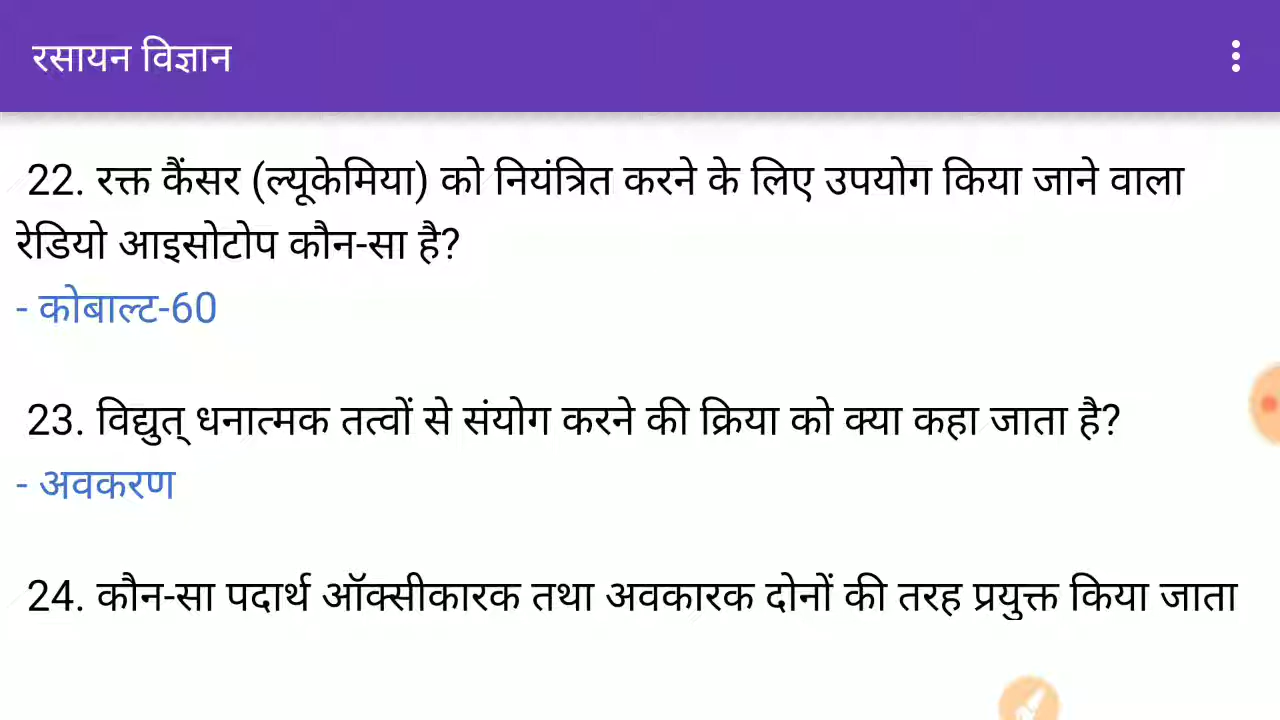 रसायन विज्ञान
22. रक्त कैंसर (ल्यूकेमिया) को नियंत्रित करने के लिए उपयोग किया जाने वाला
रेडियो आइसोटोप कौन-सा है?
- कोबाल्ट-60
23. विद्युत् धनात्मक तत्वों से संयोग करने की क्रिया को क्या कहा जाता है?
- अवकरण
24. कौन-सा पदार्थ ऑक्सीकारक तथा अवकारक दोनों की तरह प्रयुक्त किया जाता